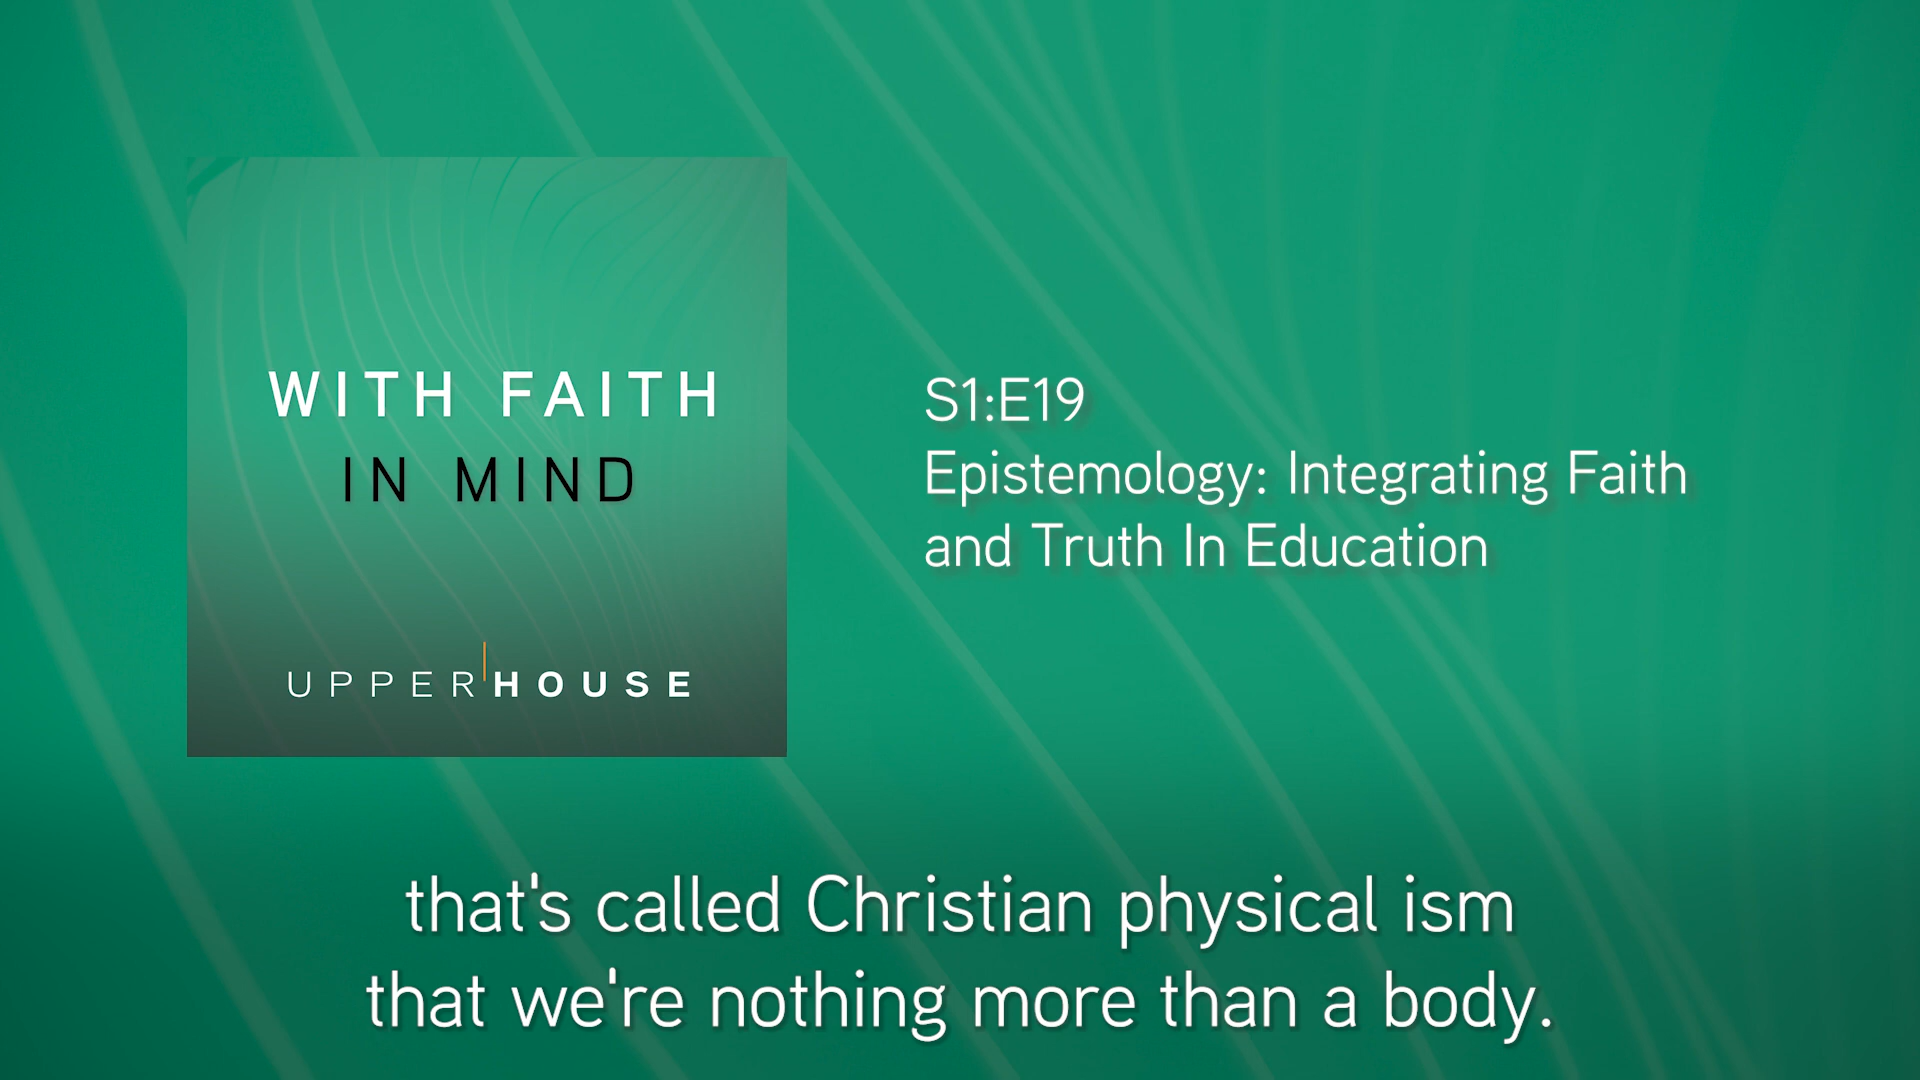 WITH FAITH
IN MIND
UPPERHOUSE
S1:E19
Epistemology: Integrating Faith
and Truth In Education
that's called Christian physical ism
that we're nothing more than a body.